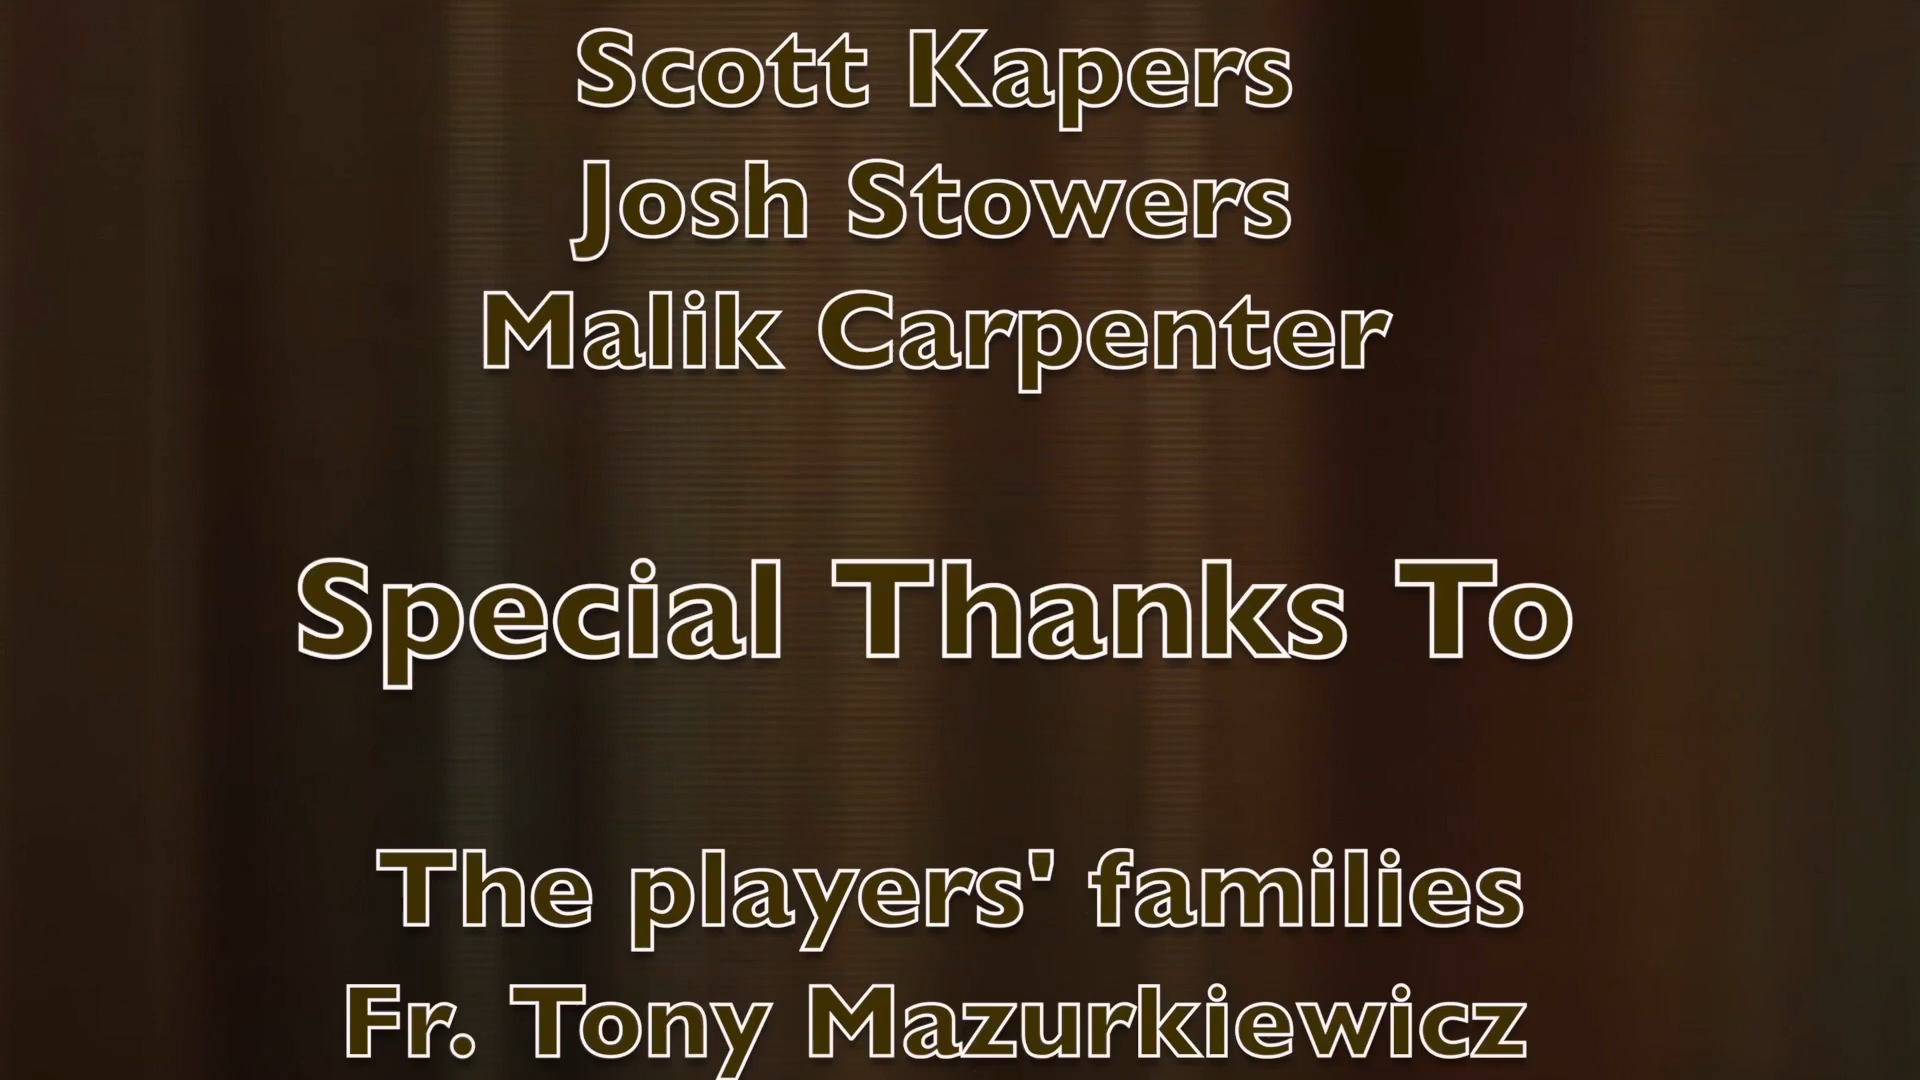 Scott Kapers
Josh Stowers
Malik Carpenter
Special Thanks To
The players' families
Fr. Tony Mazurkiewicz